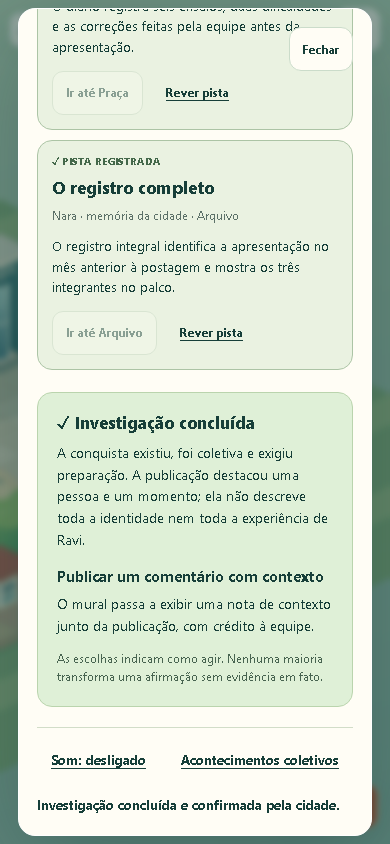 O diário registra seis ensaios, duas dificuldades
e as correções feitas pela equipe antes da
apresentação.
Fechar
Ir até Praça
Rever pista
✓ PISTA REGISTRADA
O registro completo
Nara · memória da cidade · Arquivo
O registro integral identifica a apresentação no
mês anterior à postagem e mostra os três
integrantes no palco.
Ir até Arquivo
Rever pista
✓ Investigação concluída
A conquista existiu, foi coletiva e exigiu
preparação. A publicação destacou uma
pessoa e um momento; ela não descreve
toda a identidade nem toda a experiência de
Ravi.
Publicar um comentário com contexto
O mural passa a exibir uma nota de contexto
junto da publicação, com crédito à equipe.
As escolhas indicam como agir. Nenhuma maioria
transforma uma afirmação sem evidência em fato.
Som: desligado
Acontecimentos coletivos
Investigação concluída e confirmada pela cidade.